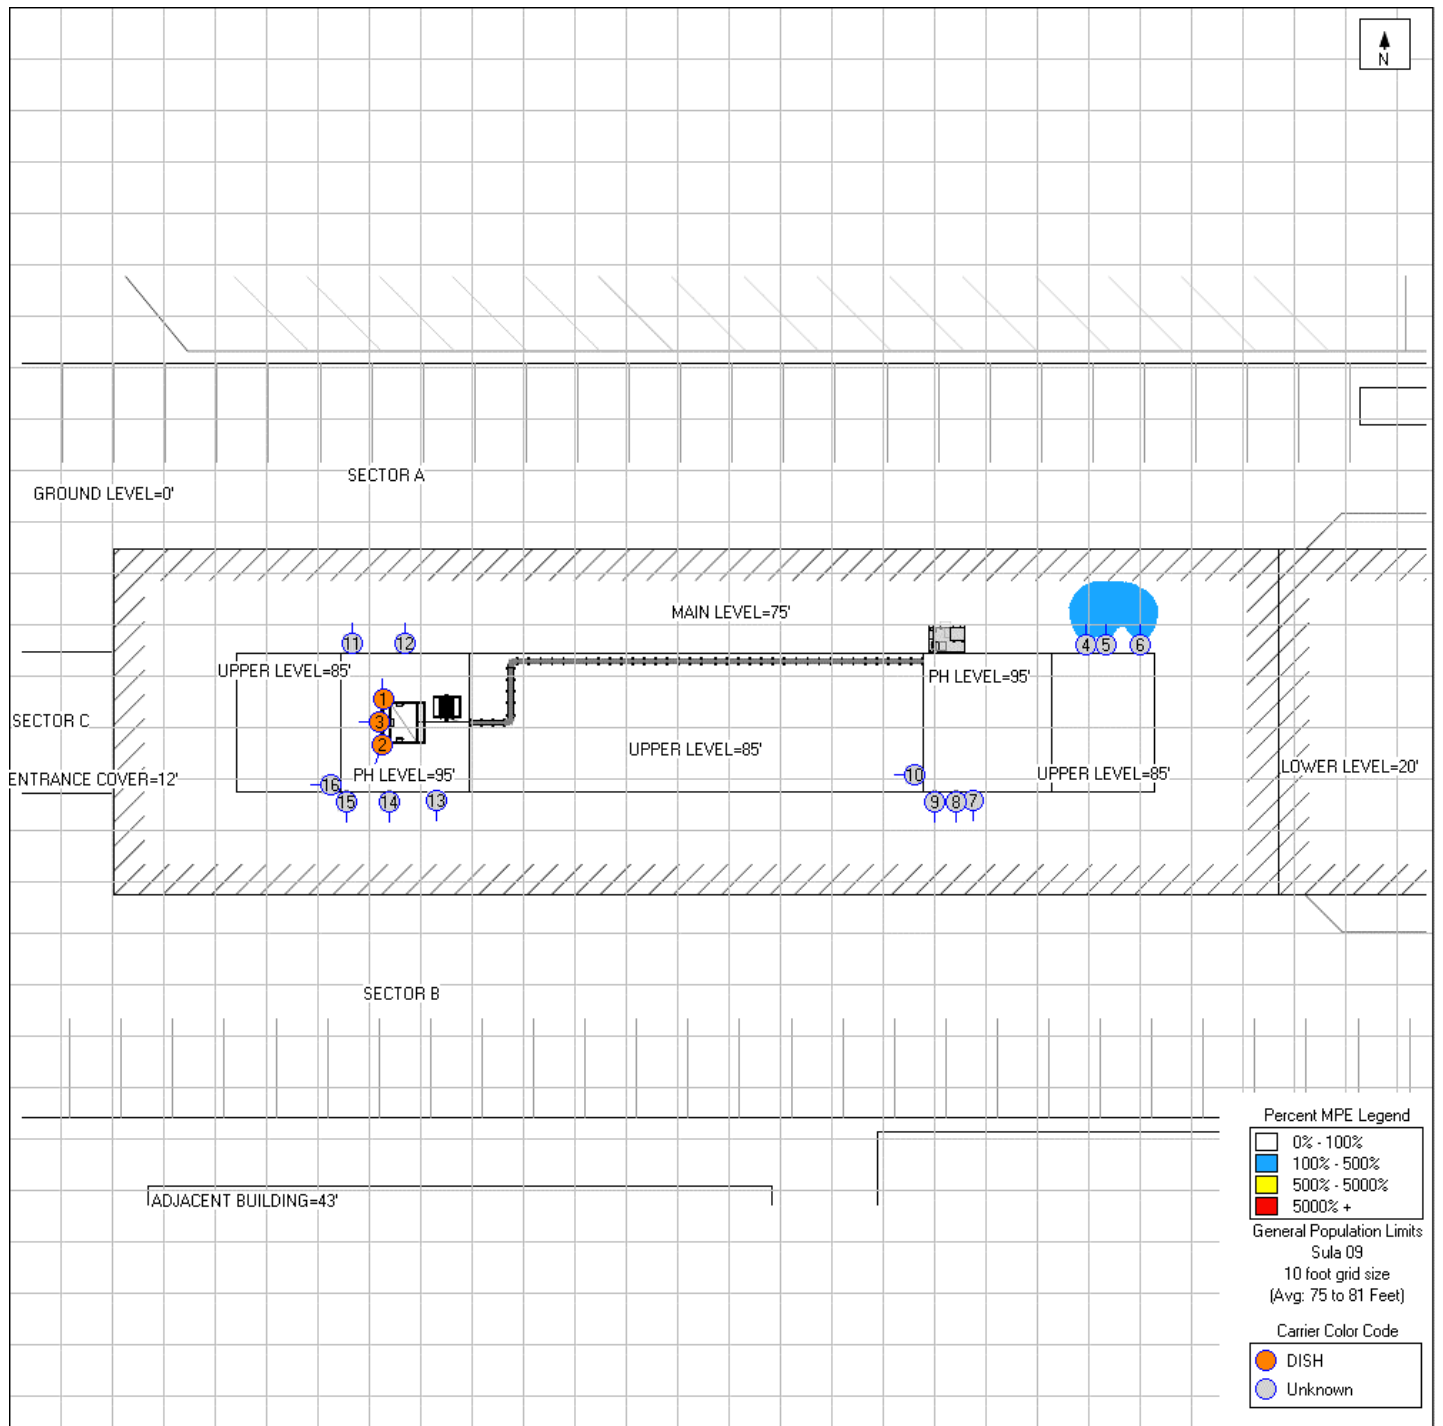 N
SECTOR A
GROUND LEVEL=0'
MAIN LEVEL=75'
11
12
4
5
6
UPPER LEVEL=85'
PH LEVEL=95'
1
SECTOR C
3
2
UPPER LEVEL=85'
ENTRANCE COVER=12'
16
PH LEVEL=95'
10
UPPER LEVEL=85'
LOWER LEVEL=20'
15
14
13
9
8
7
SECTOR B
ADJACENT BUILDING=43'
Percent MPE Legend
0% - 100%
100% - 500%
500% - 5000%
5000% +
General Population Limits
Sula 09
10 foot grid size
(Avg: 75 to 81 Feet)
Carrier Color Code
DISH
Unknown